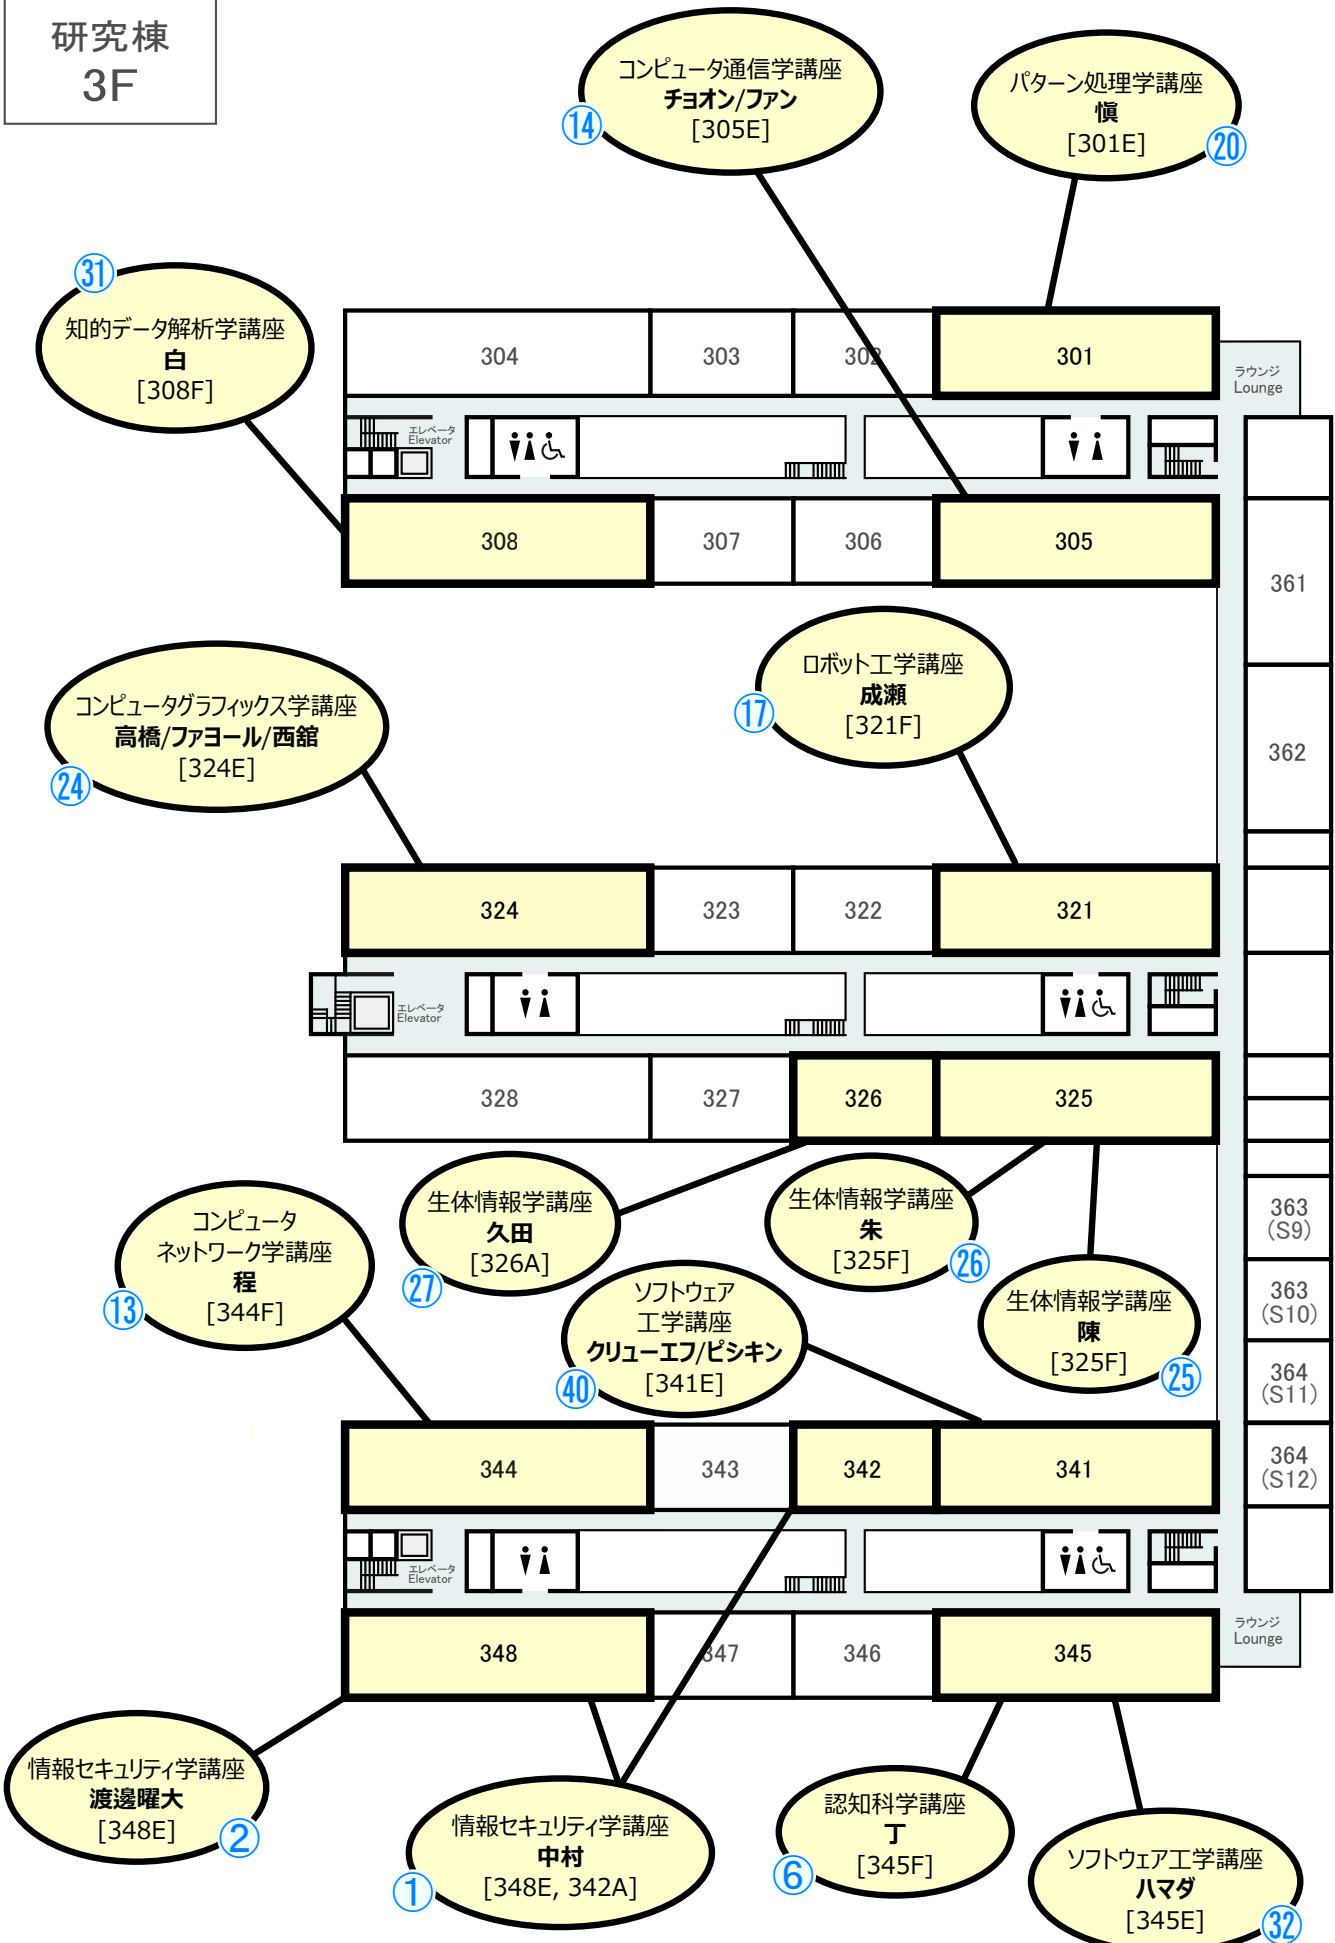 研究棟
3F
コンピュータ通信学講座
チョオン/ファン
[305E]
⑭
パターン処理学講座
愼
[301E]
⑳
㉛
知的データ解析学講座
白
[308F]
304
303
302
301
ラウンジ
Lounge
エレベータ
Elevator
308
307
306
305
361
ロボット工学講座
成瀬
[321F]
⑰
コンピュータグラフィックス学講座
高橋/ファヨール/西舘
[324E]
㉔
362
324
323
322
321
エレベータ
Elevator
328
327
326
325
生体情報学講座
久田
[326A]
㉗
生体情報学講座
朱
[325F]
㉖
コンピュータ
ネットワーク学講座
程
[344F]
⑬
ソフトウェア
工学講座
クリューエフ/ピシキン
[341E]
㊵
生体情報学講座
陳
[325F]
㉕
363
(S9)
363
(S10)
364
(S11)
364
(S12)
344
343
342
341
エレベータ
Elevator
348
347
346
345
ラウンジ
Lounge
情報セキュリティ学講座
渡邊曜大
[348E]
②
情報セキュリティ学講座
中村
[348E, 342A]
①
認知科学講座
丁
[345F]
⑥
ソフトウェア工学講座
ハマダ
[345E]
㉜